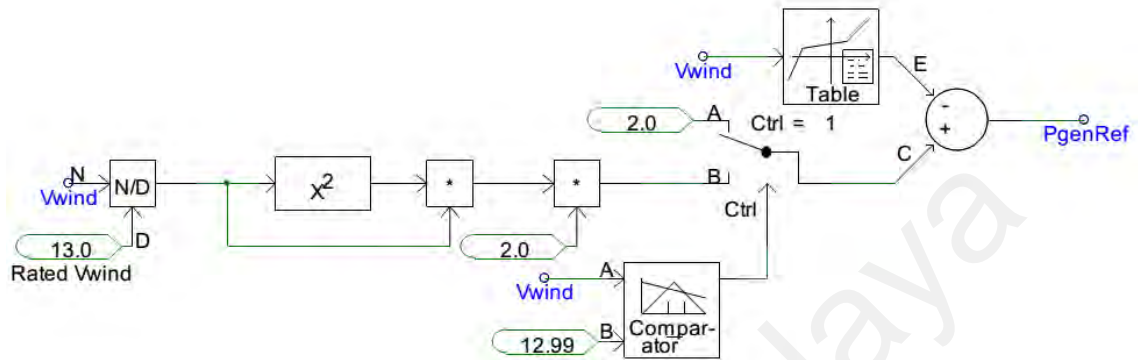 Vwind
Table
E
-
+
PgenRef
2.0
A
Ctrl = 1
C
N
Vwind
N/D
X2
*
*
B
Ctrl
13.0
D
Rated Vwind
2.0
Vwind
A
12.99
B
Compar-
ator
laya